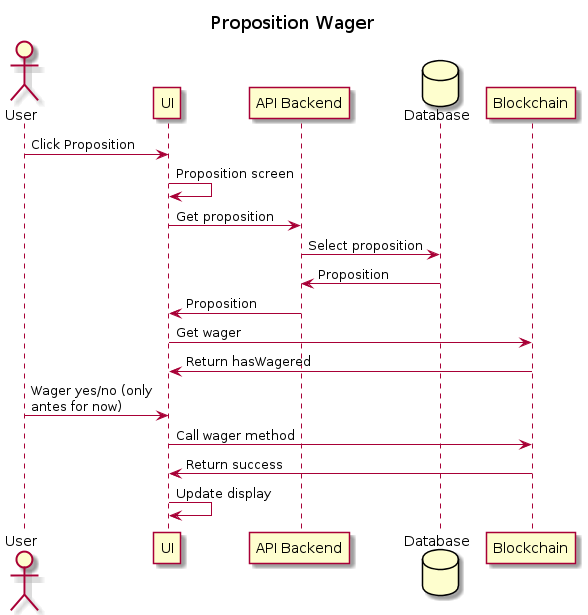 Proposition Wager
User
UI
API Backend
Database
Blockchain
Click Proposition
Proposition screen
Get proposition
Select proposition
Proposition
Proposition
Get wager
Return hasWagered
Wager yes/no (only
antes for now)
Call wager method
Return success
Update display
User
UI
API Backend
Database
Blockchain